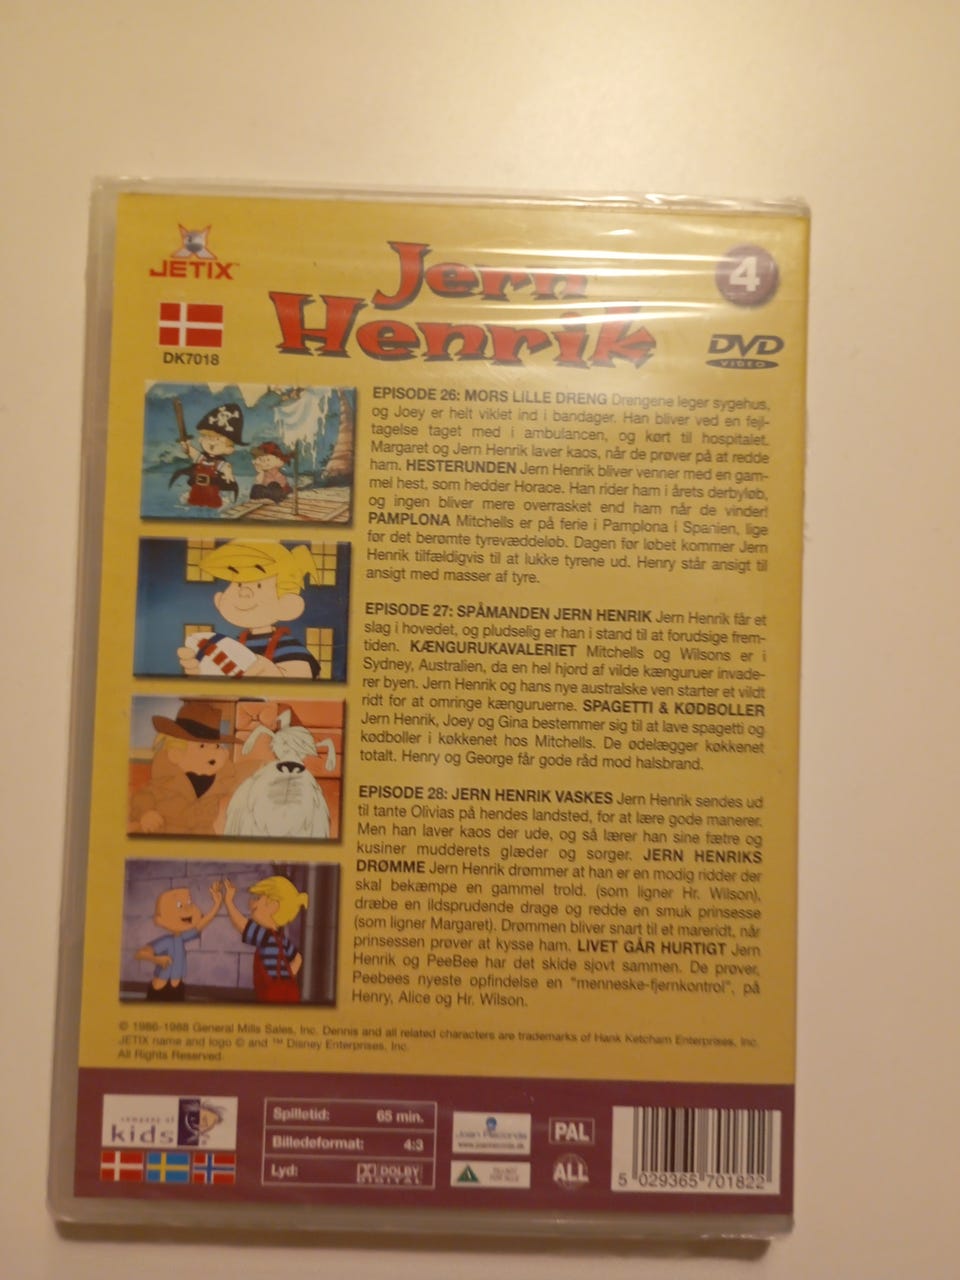 JETIX™
DK7018
Jern
Henrik
4
DVD
VIDEO
EPISODE 26: MORS LILLE DRENG Drengene leger sygehus,
og Joey er helt viklet ind i bandager. Han bliver ved en fejl-
tagelse taget med i ambulancen, og kørt til hospitalet.
Margaret og Jern Henrik laver kaos, når de prøver på at redde
ham. HESTERUNDEN Jern Henrik bliver venner med en gam-
mel hest, som hedder Horace. Han rider ham i årets derbyløb,
og ingen bliver mere overrasket end ham når de vinder!
PAMPLONA Mitchells er på ferie i Pamplona i Spanien, lige
før det berømte tyrevæddeløb. Dagen før løbet kommer Jern
Henrik tilfældigvis til at lukke tyrene ud. Henry står ansigt til
ansigt med masser af tyre.
EPISODE 27: SPÅMANDEN JERN HENRIK Jern Henrik får et
slag i hovedet, og pludselig er han i stand til at forudsige frem-
tiden. KÆNGURUKAVALERIET Mitchells og Wilsons er i
Sydney, Australien, da en hel hjord af vilde kænguruer invade-
rer byen. Jern Henrik og hans nye australske ven starter et vildt
ridt for at omringe kænguruerne. SPAGETTI & KØDBOLLER
Jern Henrik, Joey og Gina bestemmer sig til at lave spagetti og
kødboller i køkkenet hos Mitchells. De ødelægger køkkenet
totalt. Henry og George får gode råd mod halsbrand.
EPISODE 28: JERN HENRIK VASKES Jern Henrik sendes ud
til tante Olivias på hendes landsted, for at lære gode manerer.
Men han laver kaos der ude, og så lærer han sine fætre og
kusiner mudderets glæder og sorger. JERN HENRIKS
DRØMME Jern Henrik drømmer at han er en modig ridder der
skal bekæmpe en gammel trold. (som ligner Hr. Wilson),
dræbe en ildsprudende drage og redde en smuk prinsesse
(som ligner Margaret). Drømmen bliver snart til et mareridt, når
prinsessen prøver at kysse ham. LIVET GÅR HURTIGT Jern
Henrik og PeeBee har det skide sjovt sammen. De prøver,
Peebees nyeste opfindelse en "menneske-fjernkontrol", på
Henry, Alice og Hr. Wilson.
© 1986-1988 General Mills Sales, Inc. Dennis and all related characters are trademarks of Hank Ketcham Enterprises, Inc.
JETIX name and logo © and ™ Disney Enterprises, Inc.
All Rights Reserved.
company of
kids
Spilletid: 65 min.
Billedeformat: 4:3
Lyd: DOLBY
DIGITAL
Joan Records
PAL
TILLADT
FOR ALLE
ALL
5 029365 701822